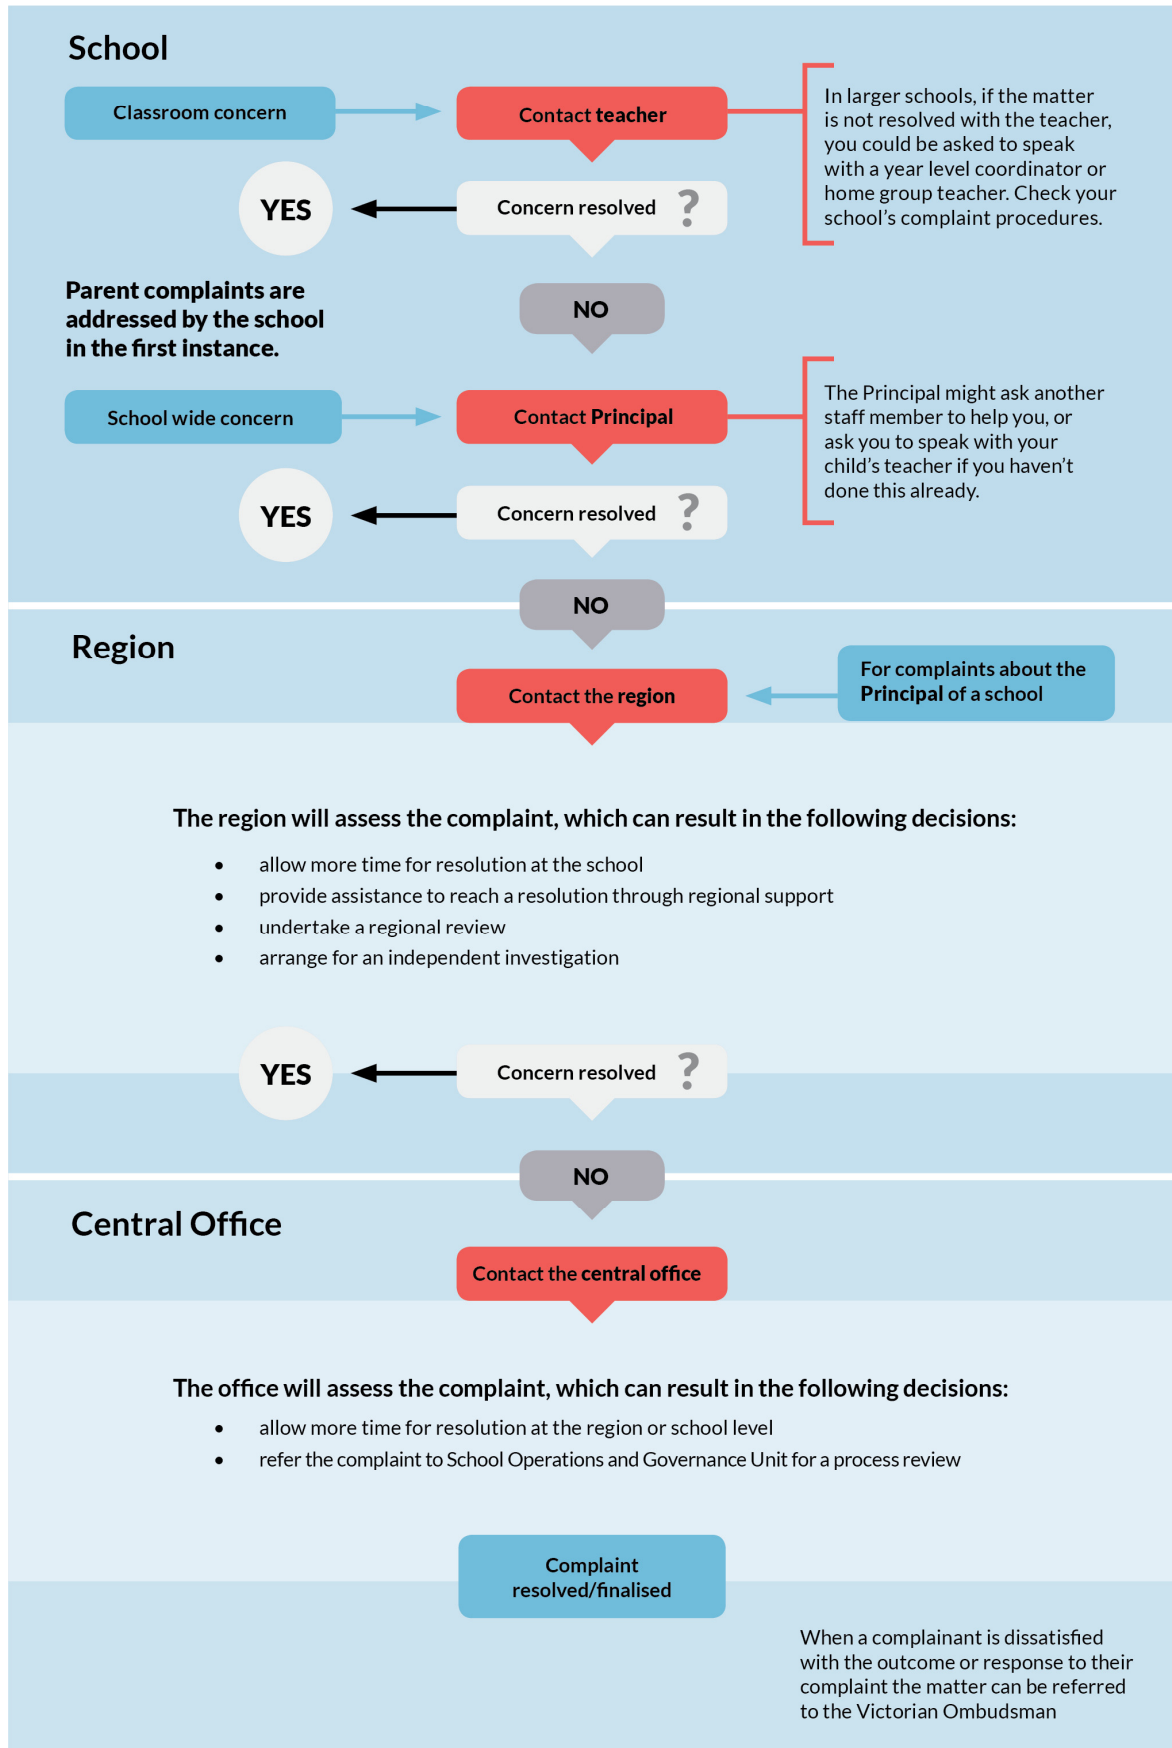 School
Classroom concern
Contact teacher
In larger schools, if the matter
is not resolved with the teacher,
you could be asked to speak
with a year level coordinator or
home group teacher. Check your
school’s complaint procedures.
YES
Concern resolved ?
NO
Parent complaints are
addressed by the school
in the first instance.
School wide concern
Contact Principal
The Principal might ask another
staff member to help you, or
ask you to speak with your
child’s teacher if you haven’t
done this already.
YES
Concern resolved ?
NO
Region
Contact the region
For complaints about the
Principal of a school
The region will assess the complaint, which can result in the following decisions:
• allow more time for resolution at the school
• provide assistance to reach a resolution through regional support
• undertake a regional review
• arrange for an independent investigation
YES
Concern resolved ?
NO
Central Office
Contact the central office
The office will assess the complaint, which can result in the following decisions:
• allow more time for resolution at the region or school level
• refer the complaint to School Operations and Governance Unit for a process review
Complaint
resolved/finalised
When a complainant is dissatisfied
with the outcome or response to their
complaint the matter can be referred
to the Victorian Ombudsman